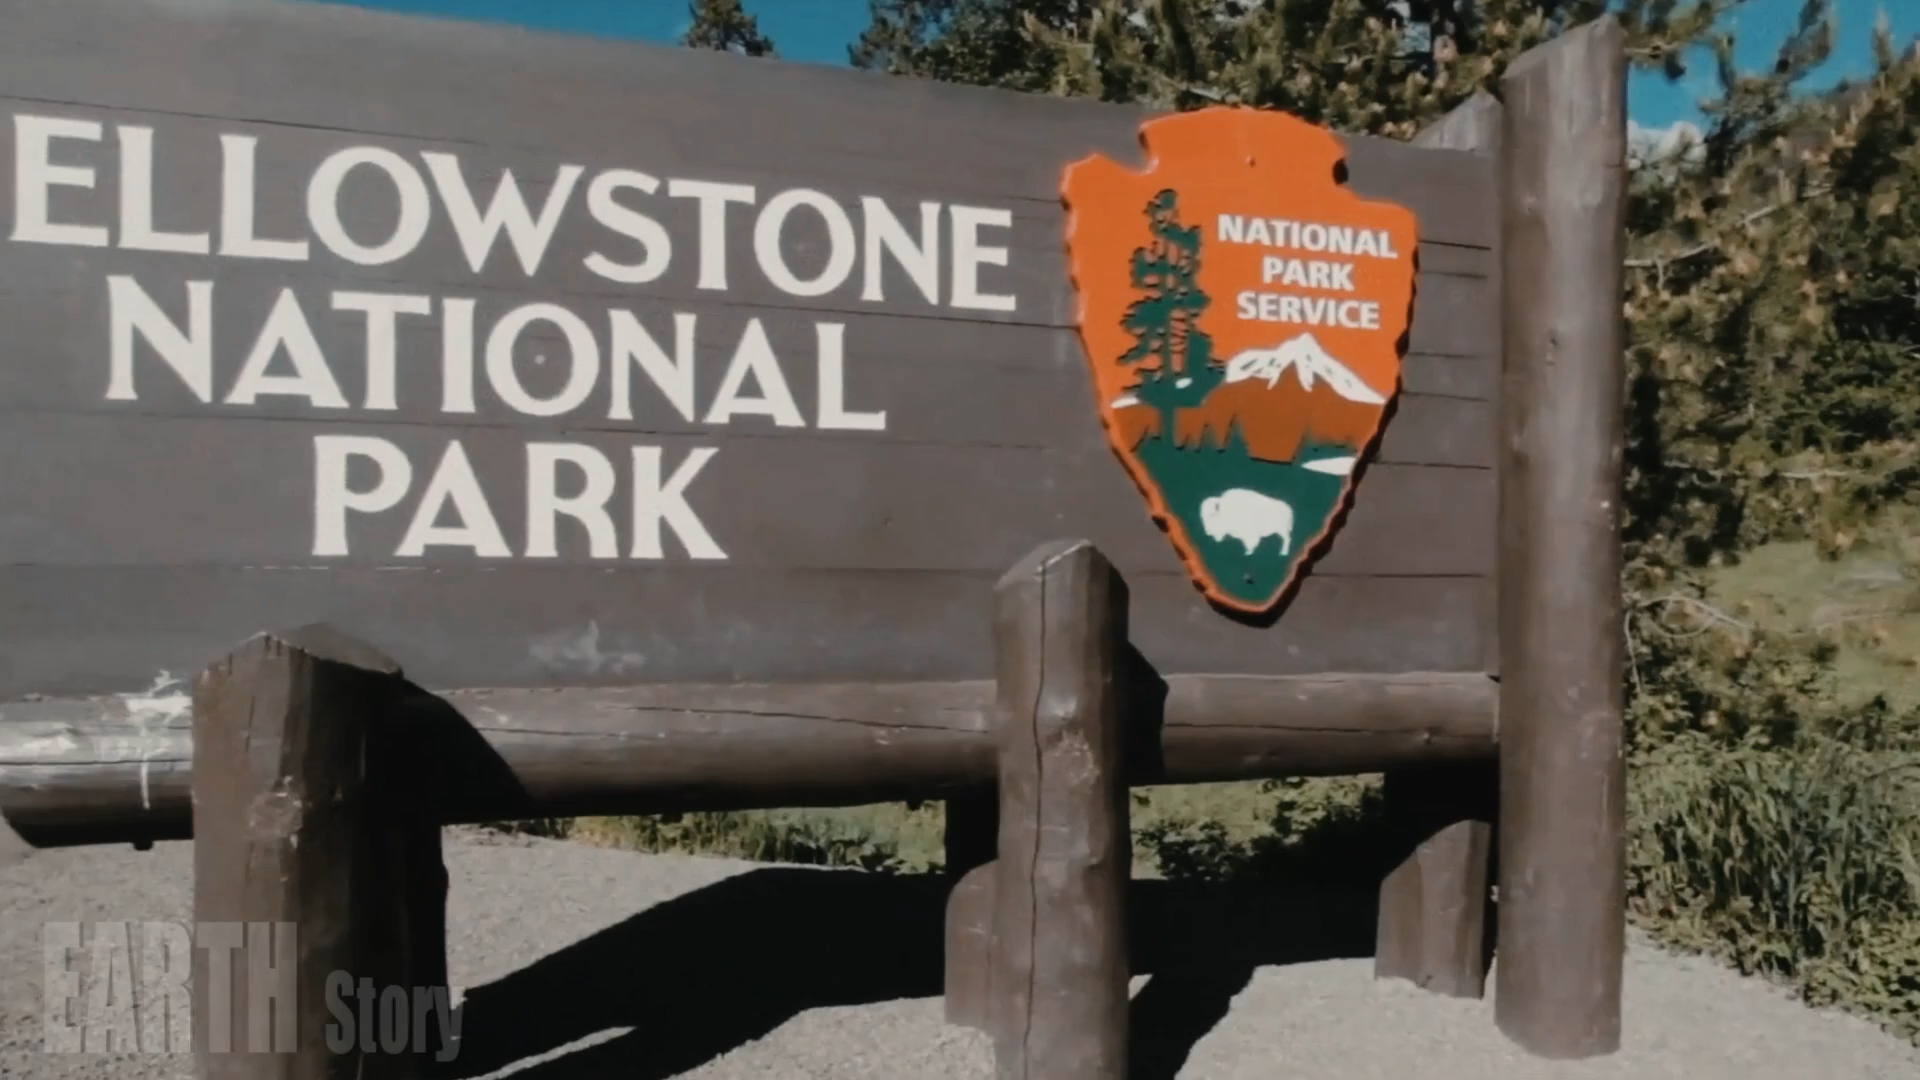 ELLOWSTONE
NATIONAL
PARK
NATIONAL
PARK
SERVICE
EARTH Story